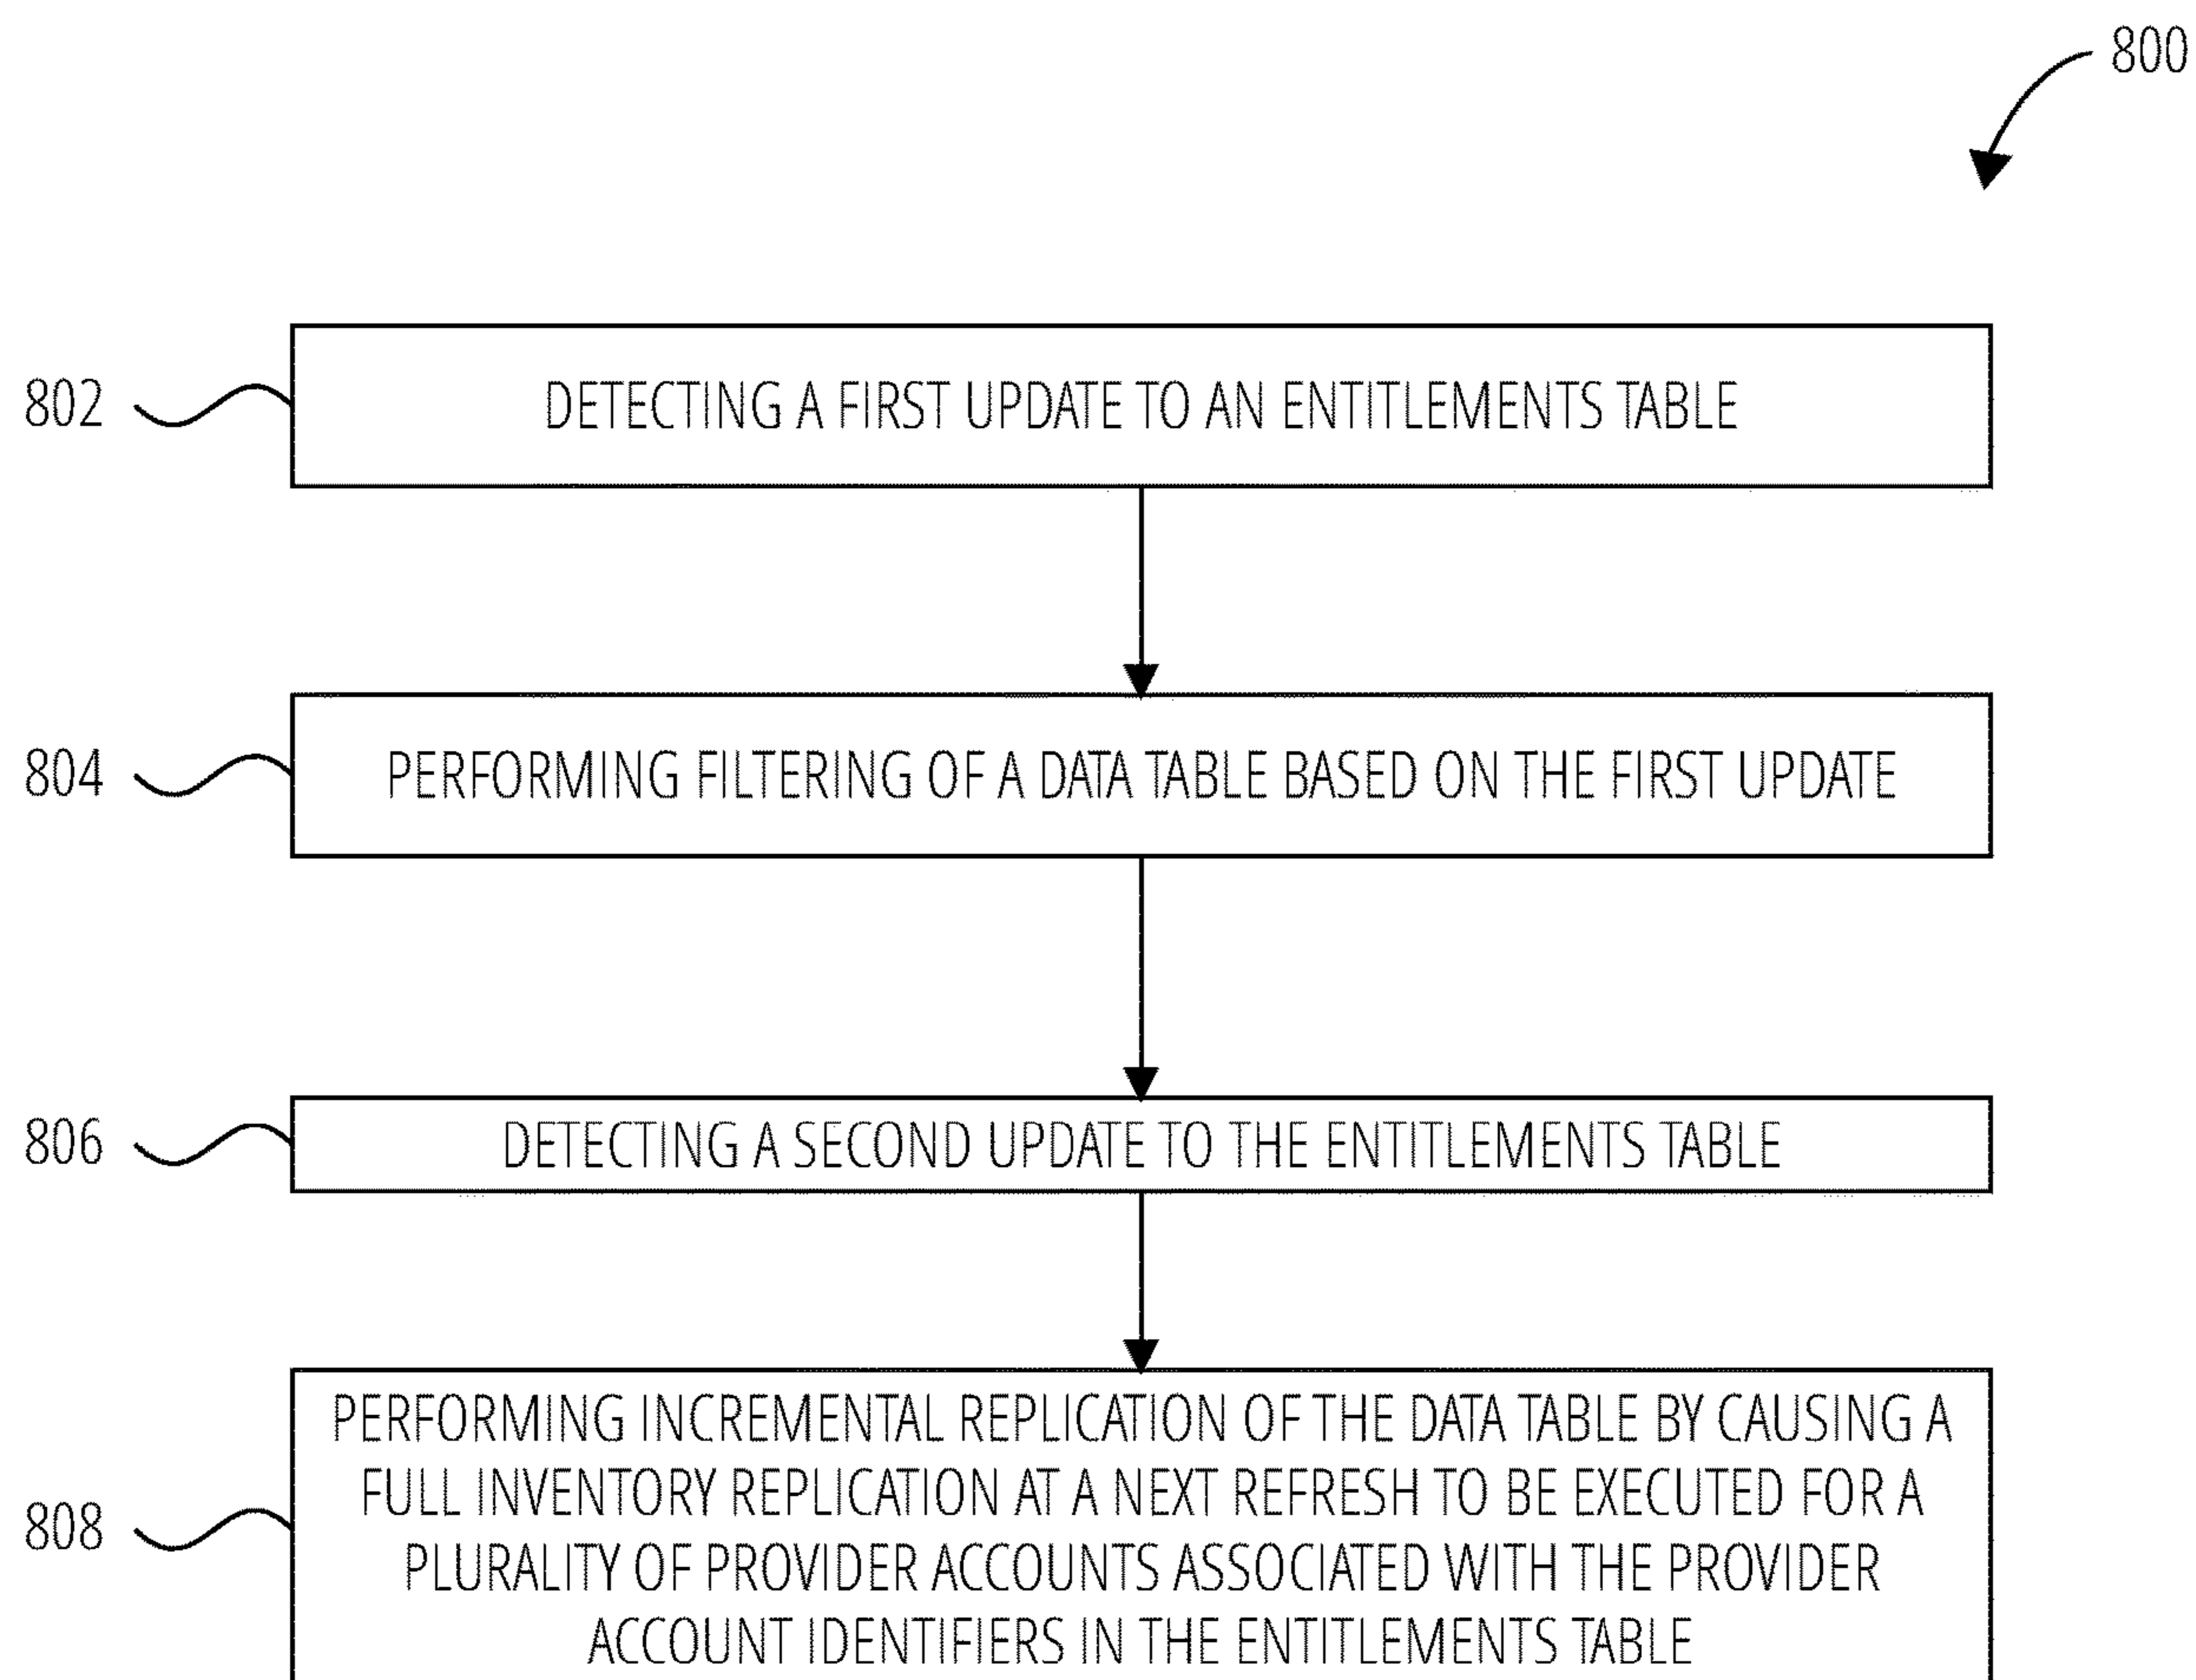 800
802
DETECTING A FIRST UPDATE TO AN ENTITLEMENTS TABLE
804
PERFORMING FILTERING OF A DATA TABLE BASED ON THE FIRST UPDATE
806
DETECTING A SECOND UPDATE TO THE ENTITLEMENTS TABLE
808
PERFORMING INCREMENTAL REPLICATION OF THE DATA TABLE BY CAUSING A
FULL INVENTORY REPLICATION AT A NEXT REFRESH TO BE EXECUTED FOR A
PLURALITY OF PROVIDER ACCOUNTS ASSOCIATED WITH THE PROVIDER
ACCOUNT IDENTIFIERS IN THE ENTITLEMENTS TABLE